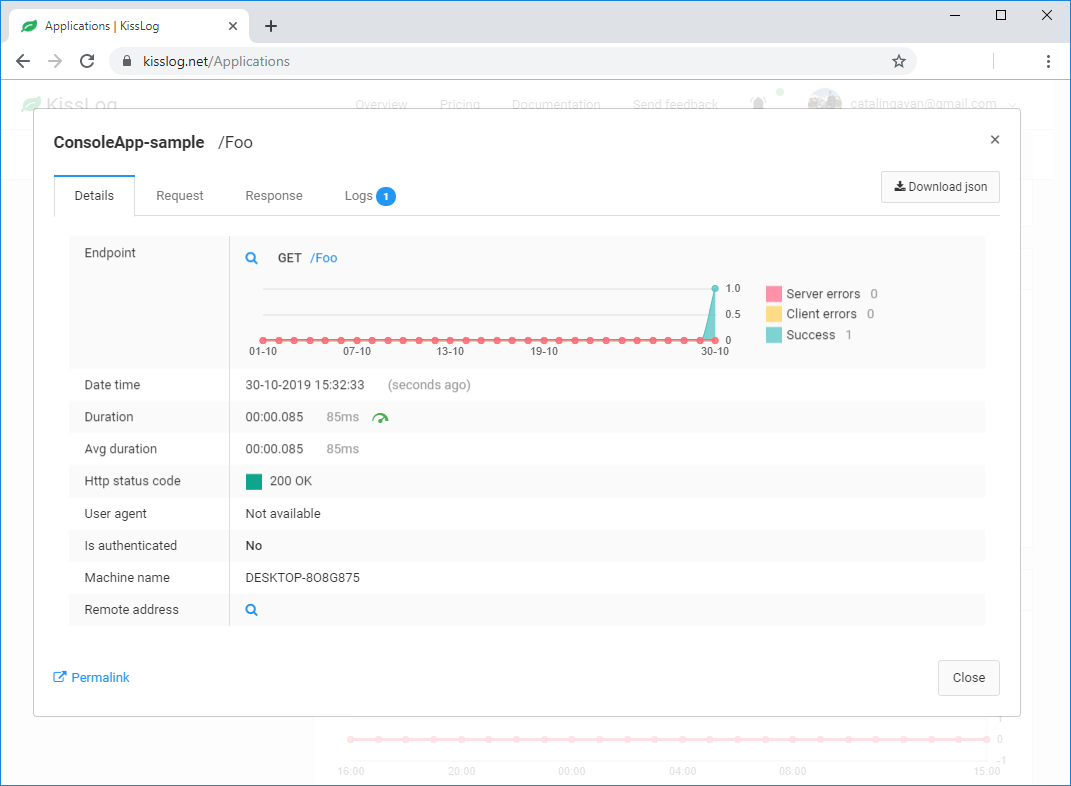 Applications | KissLog
kisslog.net/Applications
KissLog Overview Pricing Documentation Send feedback catalingavan@gmail.com
ConsoleApp-sample /Foo
Details Request Response Logs 1 Download json
Endpoint GET /Foo
1.0
0.5
0
01-10 07-10 13-10 19-10 30-10
Server errors 0
Client errors 0
Success 1
Date time 30-10-2019 15:32:33 (seconds ago)
Duration 00:00.085 85ms
Avg duration 00:00.085 85ms
Http status code 200 OK
User agent Not available
Is authenticated No
Machine name DESKTOP-8O8G875
Remote address
Permalink Close
1
0
-1
16:00 20:00 00:00 04:00 08:00 15:00